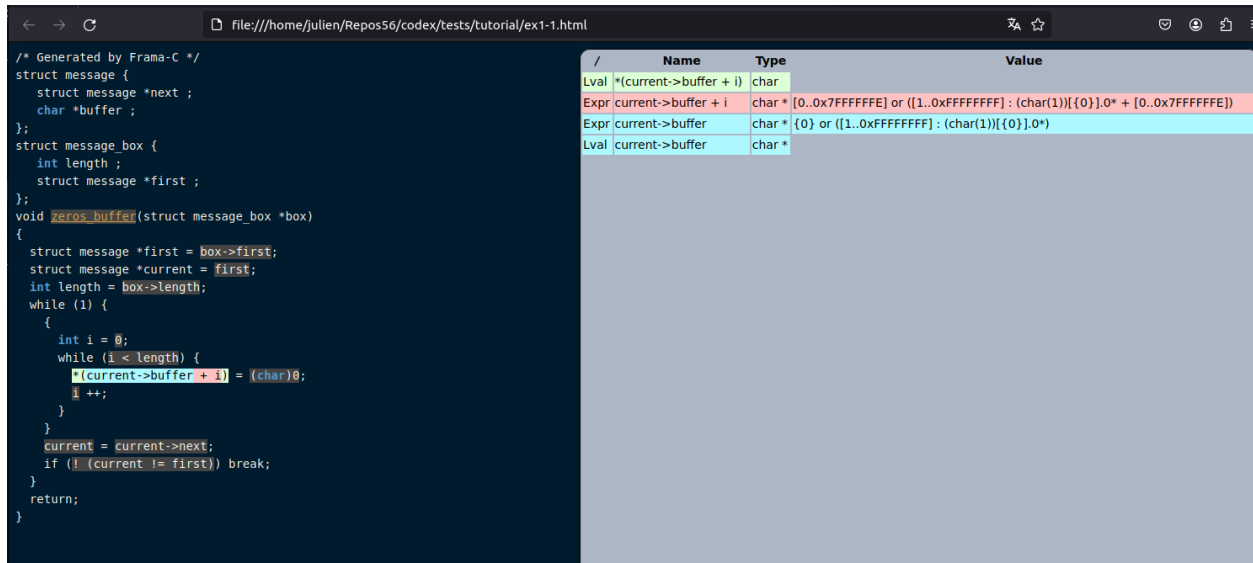 file:///home/julien/Repos56/codex/tests/tutorial/ex1-1.html
/* Generated by Frama-C */
struct message {
   struct message *next ;
   char *buffer ;
};
struct message_box {
   int length ;
   struct message *first ;
};
void zeros_buffer(struct message_box *box)
{
  struct message *first = box->first;
  struct message *current = first;
  int length = box->length;
  while (1) {
    {
      int i = 0;
      while (i < length) {
        *(current->buffer + i) = (char)0;
        i ++;
      }
    }
    current = current->next;
    if (! (current != first)) break;
  }
  return;
}
/ Name Type Value
Lval *(current->buffer + i) char
Expr current->buffer + i char * [0..0x7FFFFFFE] or ([1..0xFFFFFFFF] : (char(1))[{0}].0* + [0..0x7FFFFFFE])
Expr current->buffer char * {0} or ([1..0xFFFFFFFF] : (char(1))[{0}].0*)
Lval current->buffer char *